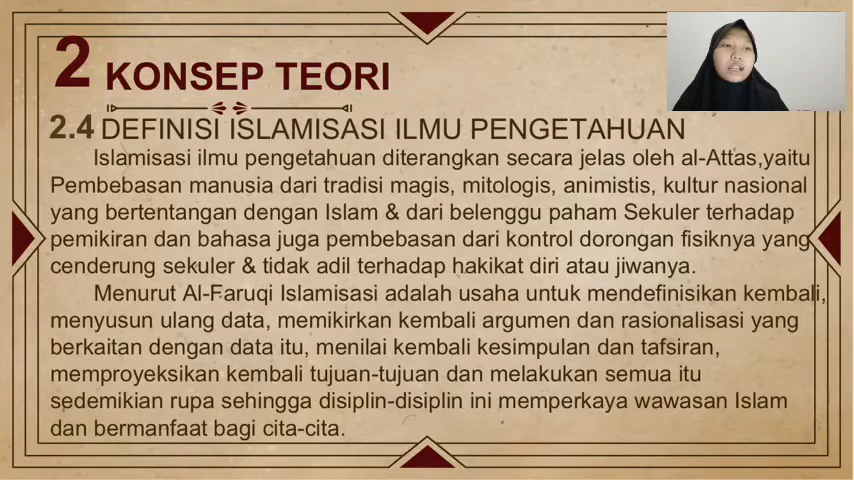 2 KONSEP TEORI
2.4 DEFINISI ISLAMISASI ILMU PENGETAHUAN
Islamisasi ilmu pengetahuan diterangkan secara jelas oleh al-Attas,yaitu
Pembebasan manusia dari tradisi magis, mitologis, animistis, kultur nasional
yang bertentangan dengan Islam & dari belenggu paham Sekuler terhadap
pemikiran dan bahasa juga pembebasan dari kontrol dorongan fisiknya yang
cenderung sekuler & tidak adil terhadap hakikat diri atau jiwanya.
Menurut Al-Faruqi Islamisasi adalah usaha untuk mendefinisikan kembali,
menyusun ulang data, memikirkan kembali argumen dan rasionalisasi yang
berkaitan dengan data itu, menilai kembali kesimpulan dan tafsiran,
memproyeksikan kembali tujuan-tujuan dan melakukan semua itu
sedemikian rupa sehingga disiplin-disiplin ini memperkaya wawasan Islam
dan bermanfaat bagi cita-cita.